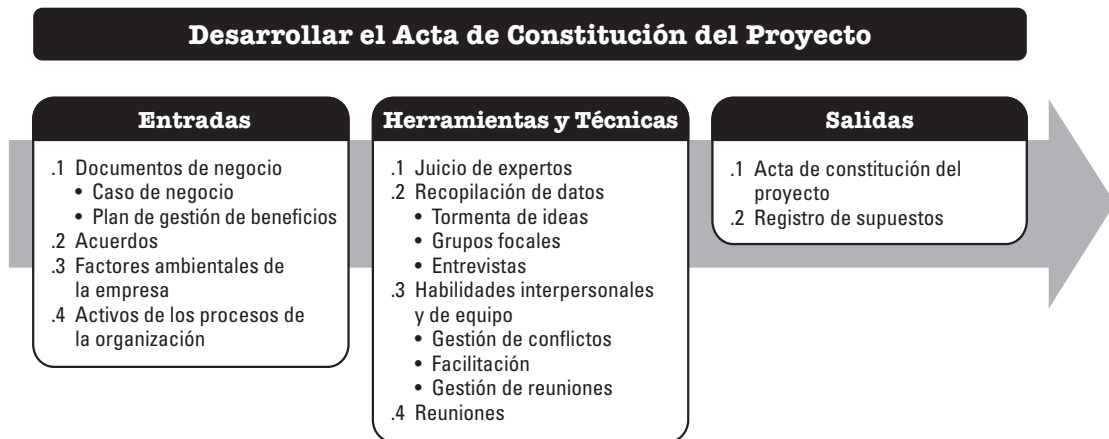 Desarrollar el Acta de Constitución del Proyecto
Entradas
.1 Documentos de negocio
• Caso de negocio
• Plan de gestión de beneficios
.2 Acuerdos
.3 Factores ambientales de
la empresa
.4 Activos de los procesos de
la organización
Herramientas y Técnicas
.1 Juicio de expertos
.2 Recopilación de datos
• Tormenta de ideas
• Grupos focales
• Entrevistas
.3 Habilidades interpersonales
y de equipo
• Gestión de conflictos
• Facilitación
• Gestión de reuniones
.4 Reuniones
Salidas
.1 Acta de constitución del
proyecto
.2 Registro de supuestos